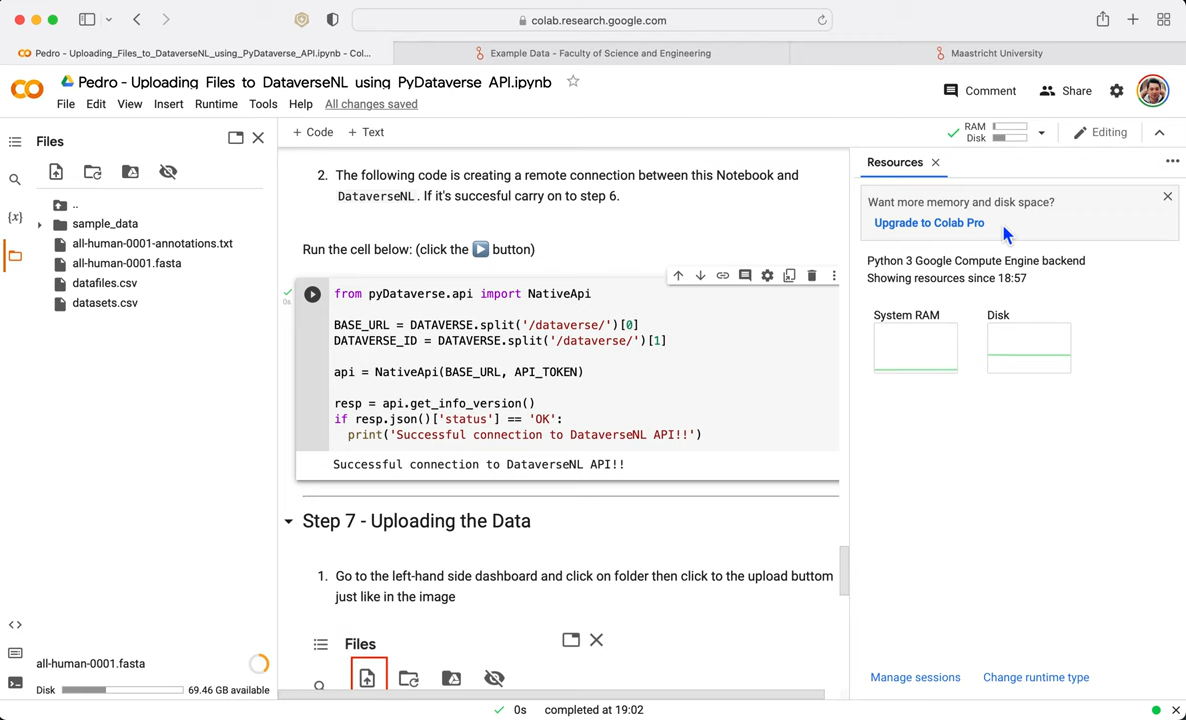 colab.research.google.com
Pedro - Uploading_Files_to_DataverseNL_using_PyDataverse_API.ipynb - Col...
Example Data - Faculty of Science and Engineering
Maastricht University
Pedro - Uploading_Files_to_DataverseNL_using_PyDataverse_API.ipynb
File Edit View Insert Runtime Tools Help All changes saved
Comment
Share
Files
+ Code + Text
RAM
Disk
Editing
..
sample_data
all-human-0001-annotations.txt
all-human-0001.fasta
datafiles.csv
datasets.csv
all-human-0001.fasta
Disk 69.46 GB available
2. The following code is creating a remote connection between this Notebook and
DataverseNL. If it's succesful carry on to step 6.
Run the cell below: (click the button)
0s
from pyDataverse.api import NativeApi
BASE_URL = DATAVERSE.split('/dataverse/')[0]
DATAVERSE_ID = DATAVERSE.split('/dataverse/')[1]
api = NativeApi(BASE_URL, API_TOKEN)
resp = api.get_info_version()
if resp.json()['status'] == 'OK':
print('Successful connection to DataverseNL API!!')
Successful connection to DataverseNL API!!
Step 7 - Uploading the Data
1. Go to the left-hand side dashboard and click on folder then click to the upload buttom
just like in the image
Files
Resources
Want more memory and disk space?
Upgrade to Colab Pro
Python 3 Google Compute Engine backend
Showing resources since 18:57
System RAM
Disk
Manage sessions
Change runtime type
0s completed at 19:02